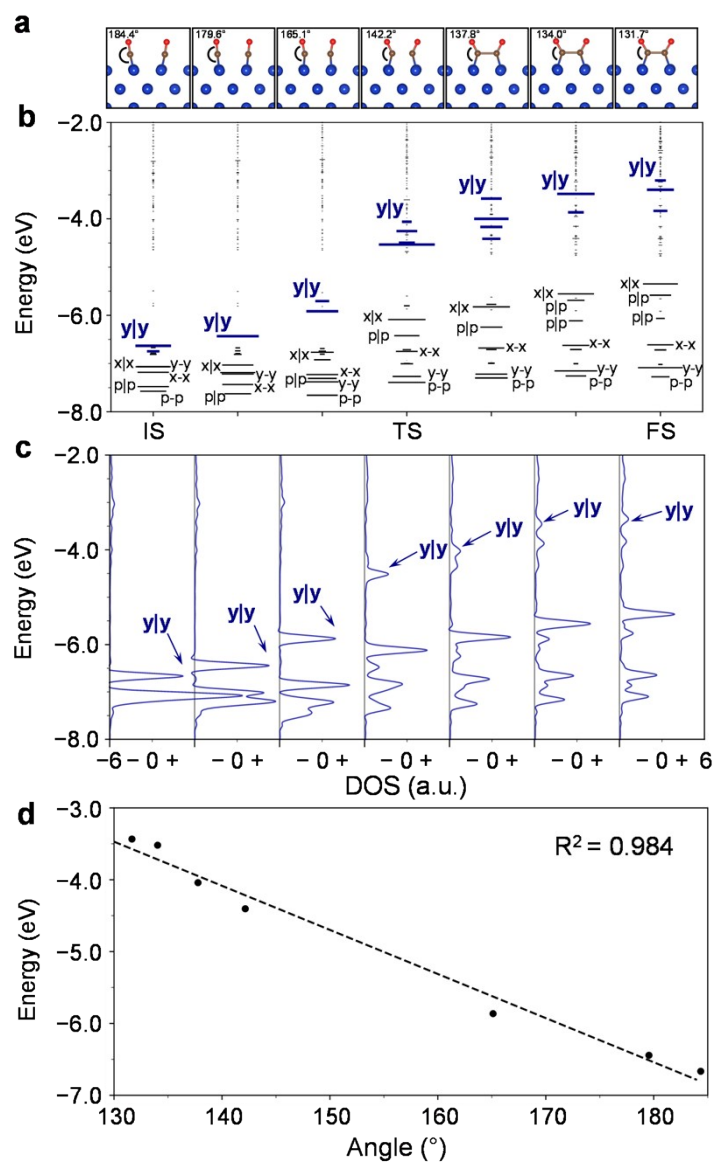 a
184.4° 179.6° 165.1° 142.2° 137.8° 134.0° 131.7°
b
−2.0
−4.0
−6.0
−8.0
Energy (eV)
y|y y|y y|y y|y y|y y|y y|y
x|x y-y x-x p|p p-p
x|x y-y p|p x-x
x|x x-x p|p y-y p-p
x|x p|p x-x y-y p-p
x|x p|p x-x y-y p-p
x|x p|p p|p x-x y-y p-p
x|x p|p p|p x-x y-y p-p
IS TS FS
c
−2.0
−4.0
−6.0
−8.0
Energy (eV)
y|y y|y y|y y|y y|y y|y y|y
−6 − 0 + − 0 + − 0 + − 0 + − 0 + − 0 + − 0 + 6
DOS (a.u.)
d
−3.0
−4.0
−5.0
−6.0
−7.0
Energy (eV)
R² = 0.984
130 140 150 160 170 180
Angle (°)